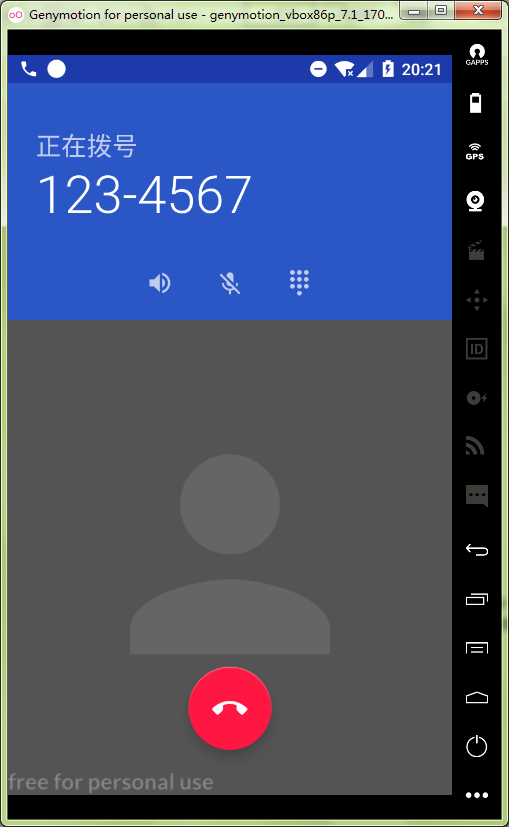 Genymotion for personal use - genymotion_vbox86p_7.1_170...
20:21
正在拨号
123-4567
GAPPS
GPS
ID
free for personal use